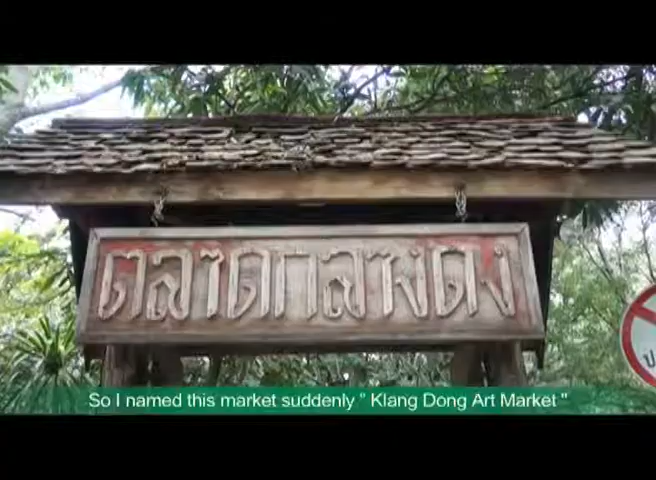 ตลาดกลางดง
So I named this market suddenly " Klang Dong Art Market "